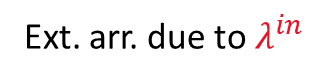 Ext. arr. due to λ^{in}